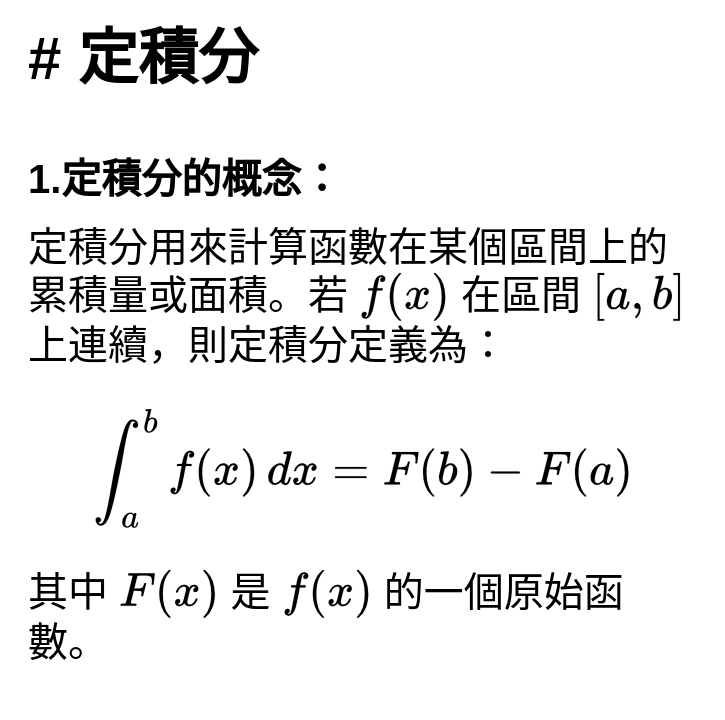 # 定積分
1.定積分的概念：
定積分用來計算函數在某個區間上的
累積量或面積。若 f(x) 在區間 [a, b]
上連續，則定積分定義為：
∫_a^b f(x) dx = F(b) − F(a)
其中 F(x) 是 f(x) 的一個原始函
數。